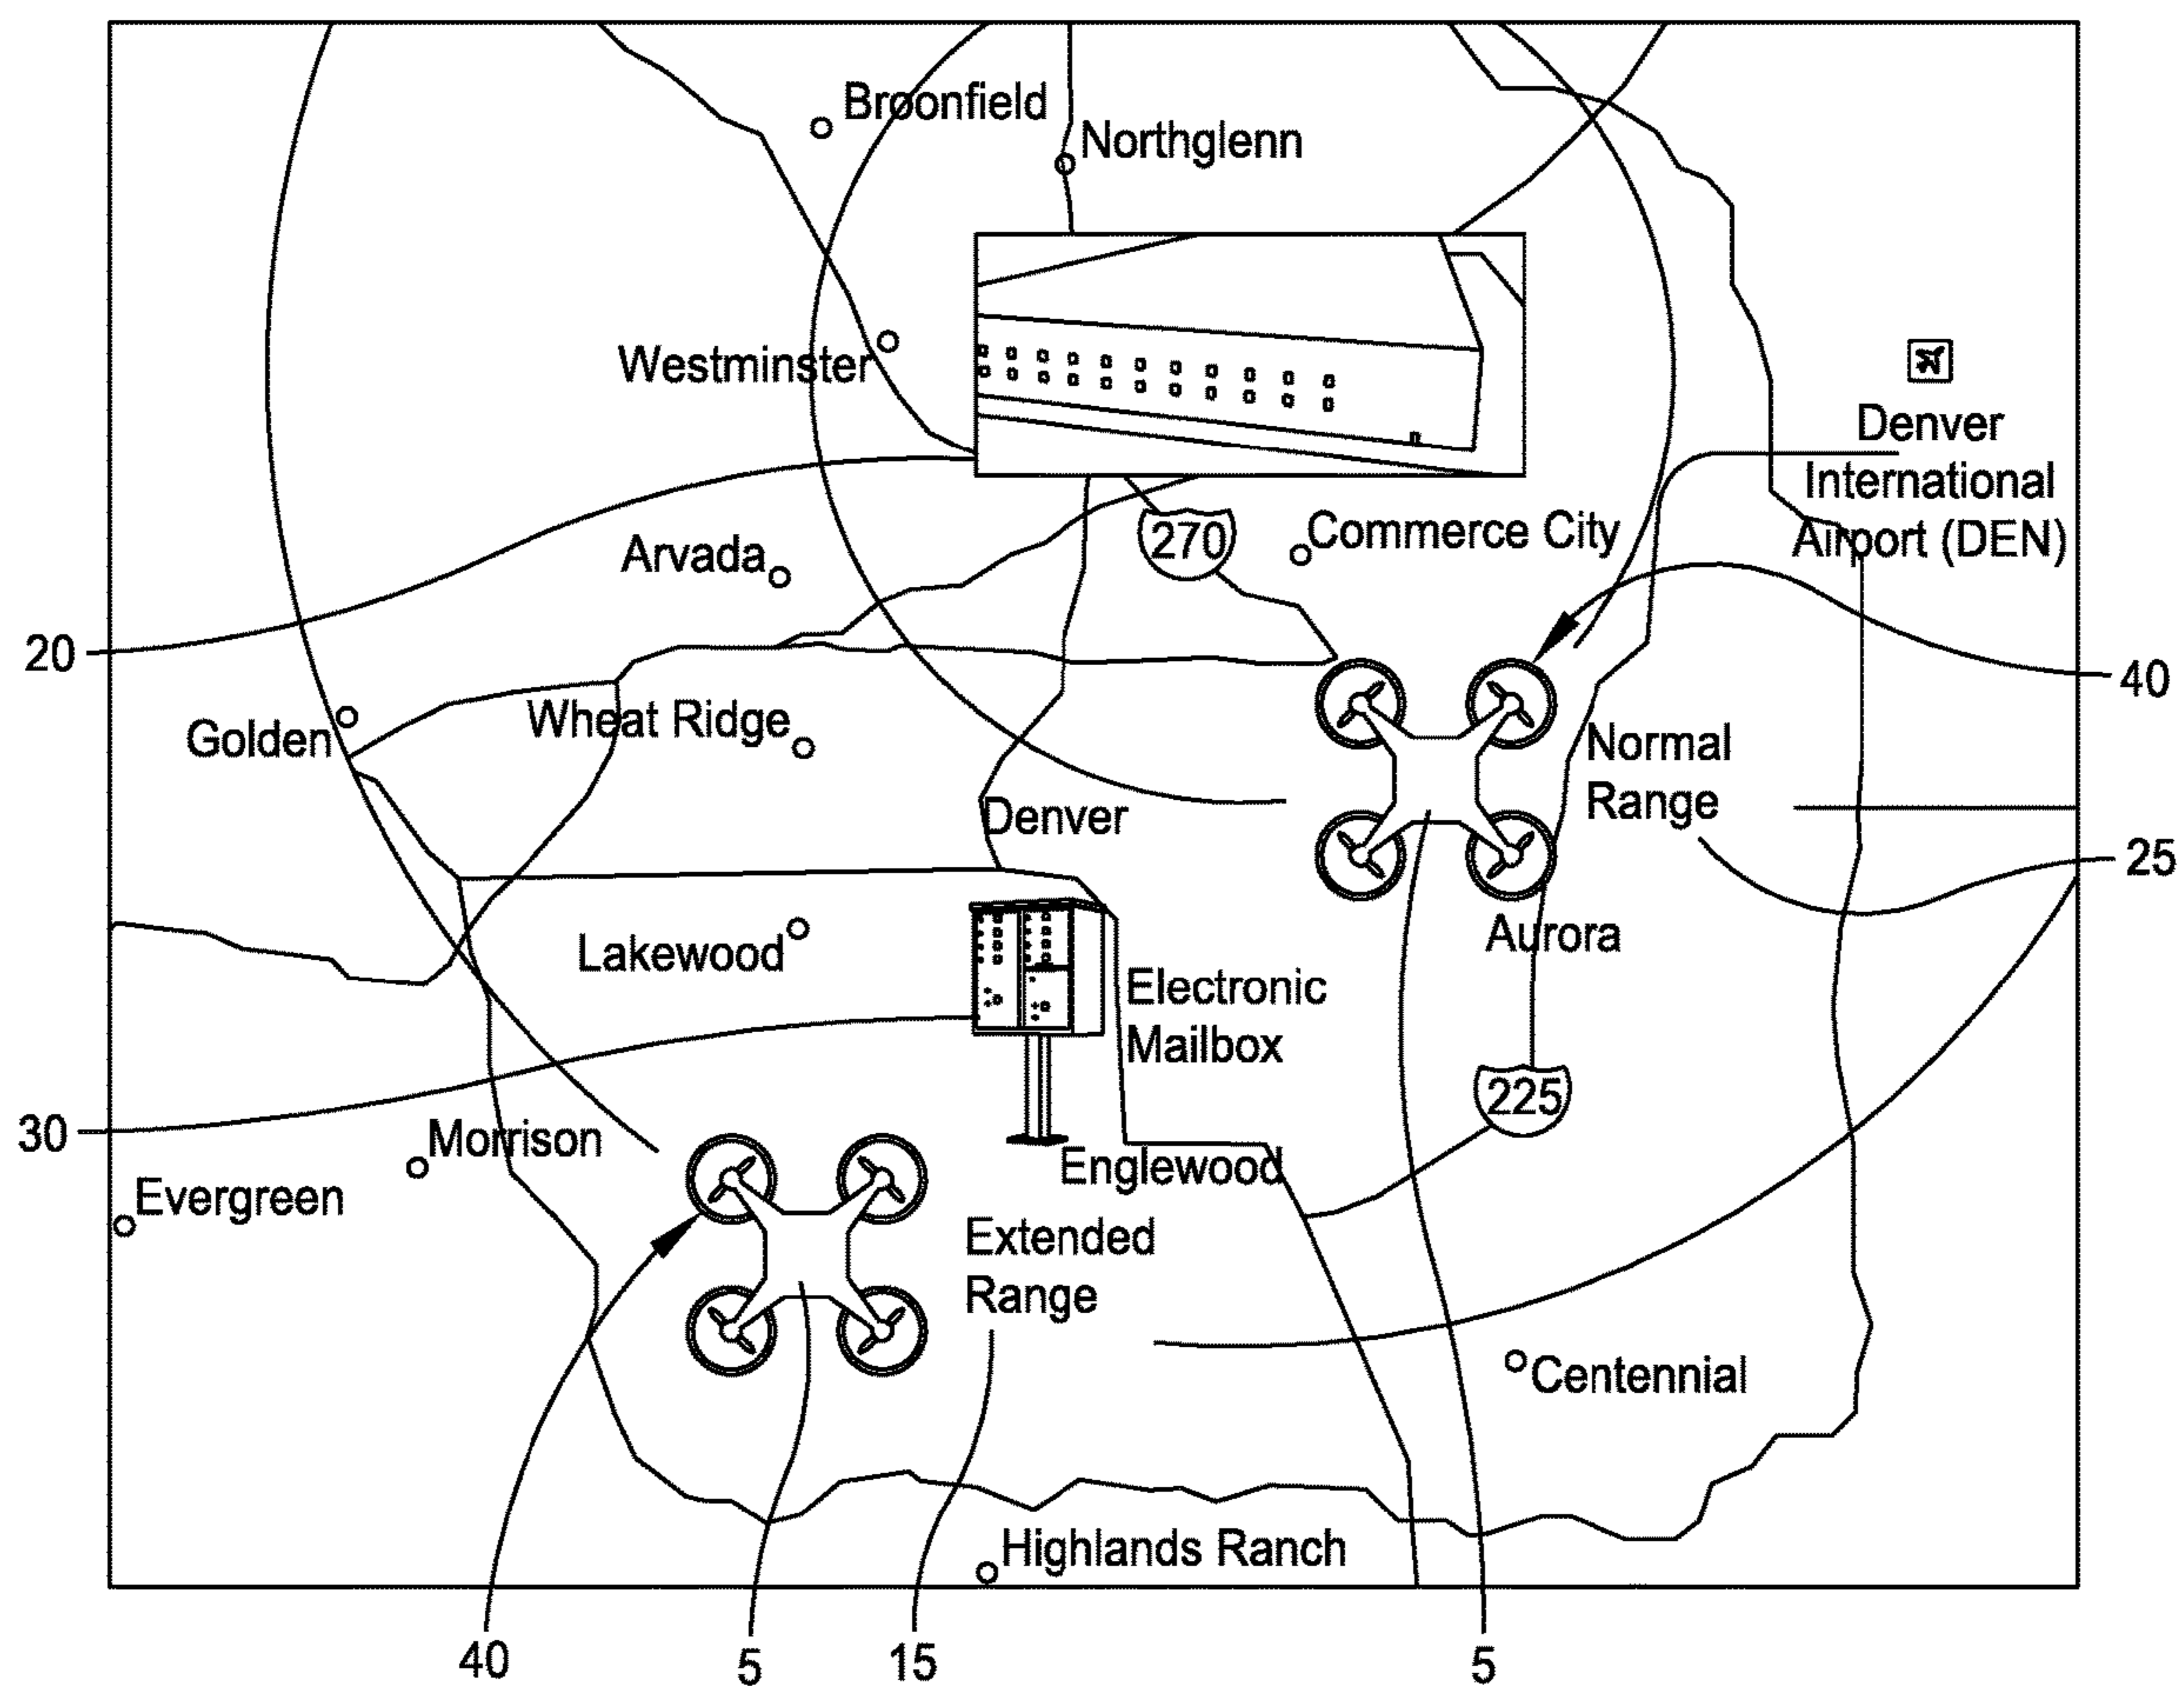 Broonfield
Northglenn
Westminster
Denver
International
Airport (DEN)
270
Commerce City
Arvada
20
40
Golden
Wheat Ridge
Normal
Range
Denver
25
Aurora
Lakewood
Electronic
Mailbox
225
30
Morrison
Englewood
Evergreen
Extended
Range
Centennial
Highlands Ranch
40
5
15
5